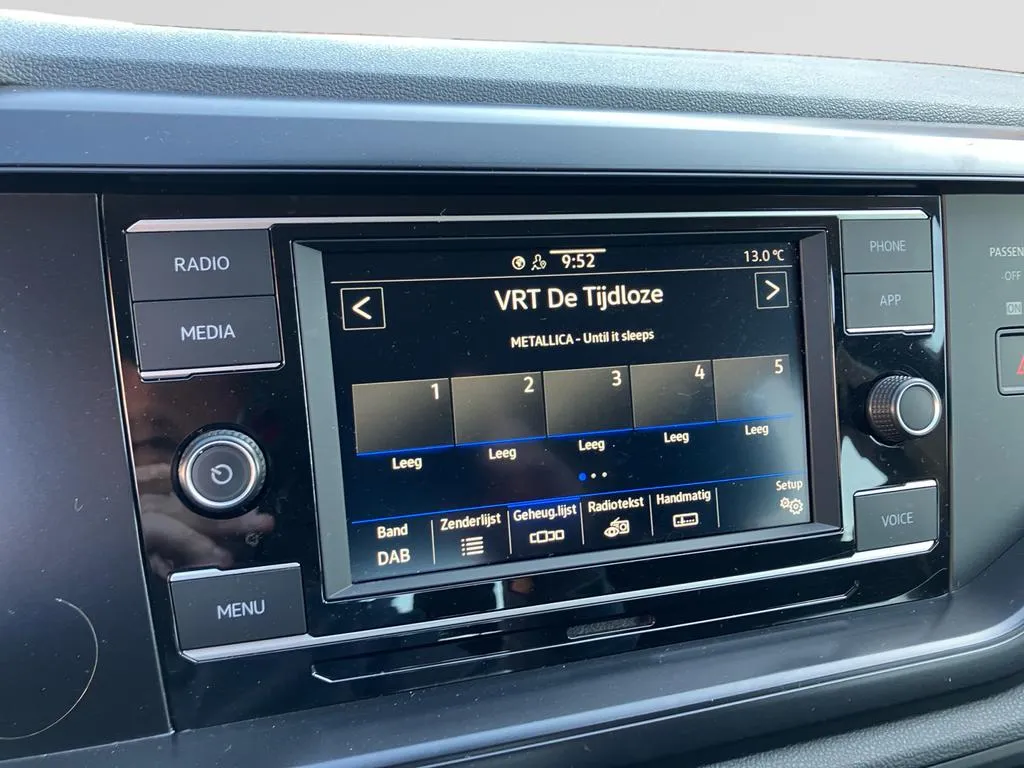 9:52
13.0 °C
VRT De Tijdloze
METALLICA - Until it sleeps
1 2 3 4 5
Leeg Leeg Leeg Leeg Leeg
Setup
Band Zenderlijst Geheug.lijst Radiotekst Handmatig
DAB
RADIO
MEDIA
MENU
PHONE
APP
VOICE
OFF
ON